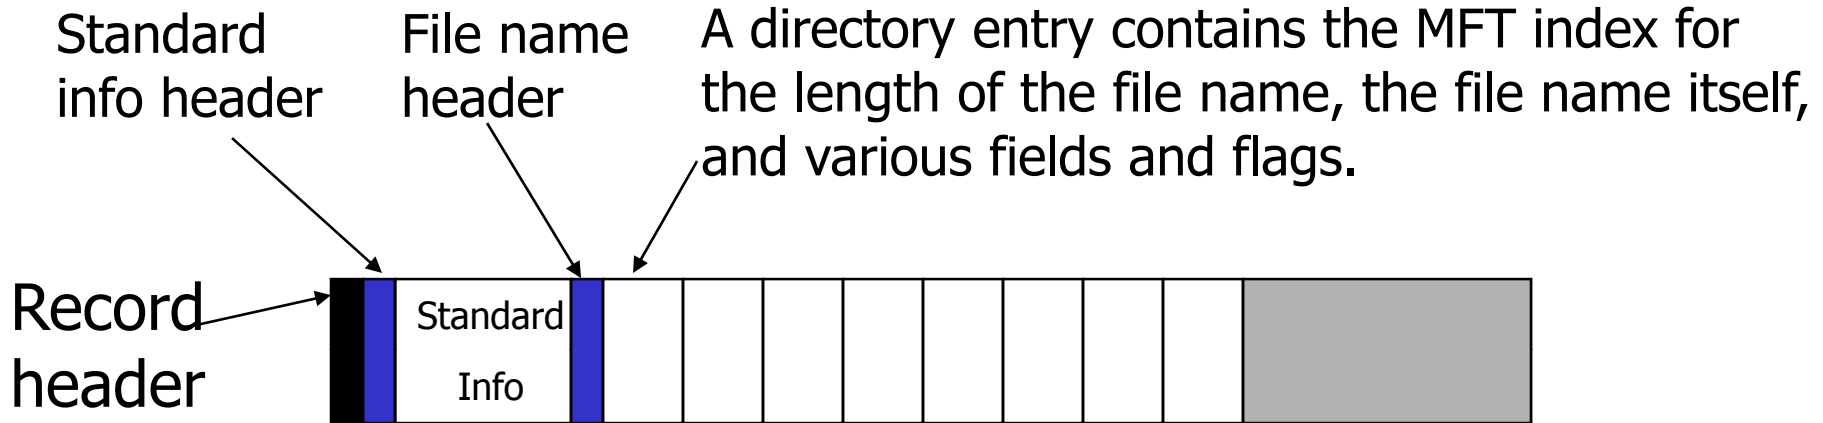 Standard
info header
File name
header
A directory entry contains the MFT index for
the length of the file name, the file name itself,
and various fields and flags.
Record
header
Standard
Info